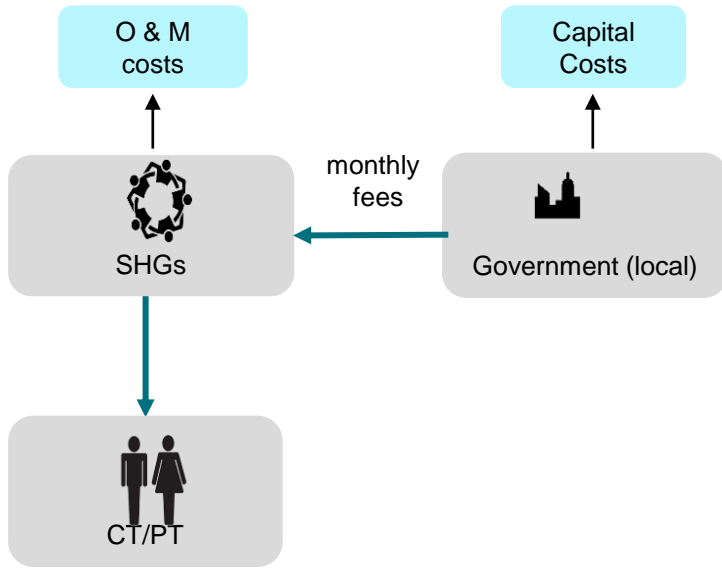 O & M
costs
Capital
Costs
monthly
fees
SHGs
Government (local)
CT/PT